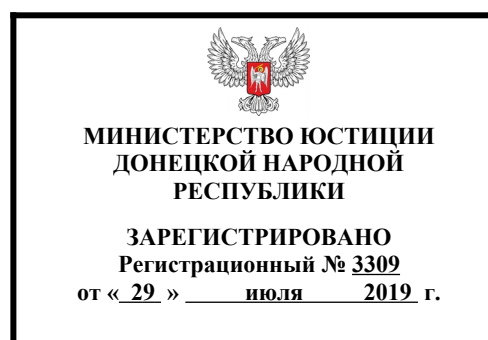 МИНИСТЕРСТВО ЮСТИЦИИ
ДОНЕЦКОЙ НАРОДНОЙ
РЕСПУБЛИКИ
ЗАРЕГИСТРИРОВАНО
Регистрационный № 3309
от « 29 » июля 2019 г.